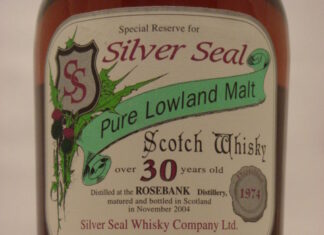 Special Reserve for
Silver Seal
SS
Pure Lowland Malt
Scotch Whisky
over 30 years old
Distilled at the ROSEBANK Distillery,
matured and bottled in Scotland
in November 2004
1974
Silver Seal Whisky Company Ltd.